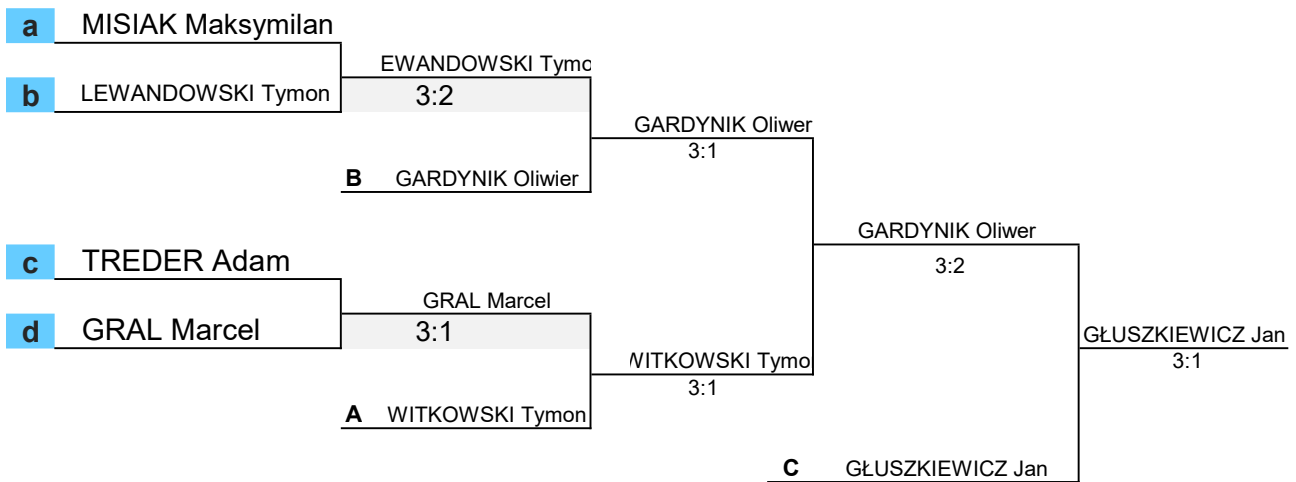 a MISIAK Maksymilan
EWANDOWSKI Tymo
b LEWANDOWSKI Tymon 3:2
GARDYNIK Oliwer
3:1
B GARDYNIK Oliwier
GARDYNIK Oliwer
c TREDER Adam
3:2
GRAL Marcel
d GRAL Marcel 3:1
GŁUSZKIEWICZ Jan
WITKOWSKI Tymo
3:1
3:1
A WITKOWSKI Tymon
C GŁUSZKIEWICZ Jan